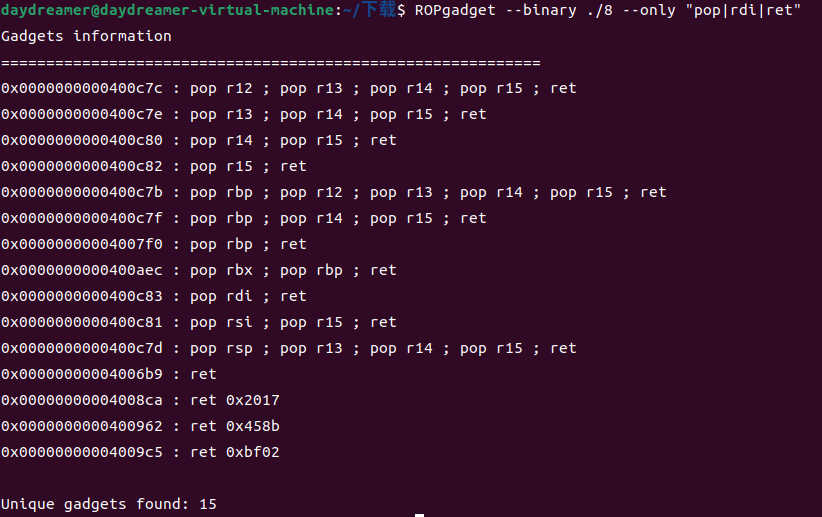 daydreamer@daydreamer-virtual-machine:~/下载$ ROPgadget --binary ./8 --only "pop|rdi|ret"
Gadgets information
============================================================
0x0000000000400c7c : pop r12 ; pop r13 ; pop r14 ; pop r15 ; ret
0x0000000000400c7e : pop r13 ; pop r14 ; pop r15 ; ret
0x0000000000400c80 : pop r14 ; pop r15 ; ret
0x0000000000400c82 : pop r15 ; ret
0x0000000000400c7b : pop rbp ; pop r12 ; pop r13 ; pop r14 ; pop r15 ; ret
0x0000000000400c7f : pop rbp ; pop r14 ; pop r15 ; ret
0x00000000004007f0 : pop rbp ; ret
0x0000000000400aec : pop rbx ; pop rbp ; ret
0x0000000000400c83 : pop rdi ; ret
0x0000000000400c81 : pop rsi ; pop r15 ; ret
0x0000000000400c7d : pop rsp ; pop r13 ; pop r14 ; pop r15 ; ret
0x00000000004006b9 : ret
0x00000000004008ca : ret 0x2017
0x0000000000400962 : ret 0x458b
0x00000000004009c5 : ret 0xbf02
Unique gadgets found: 15